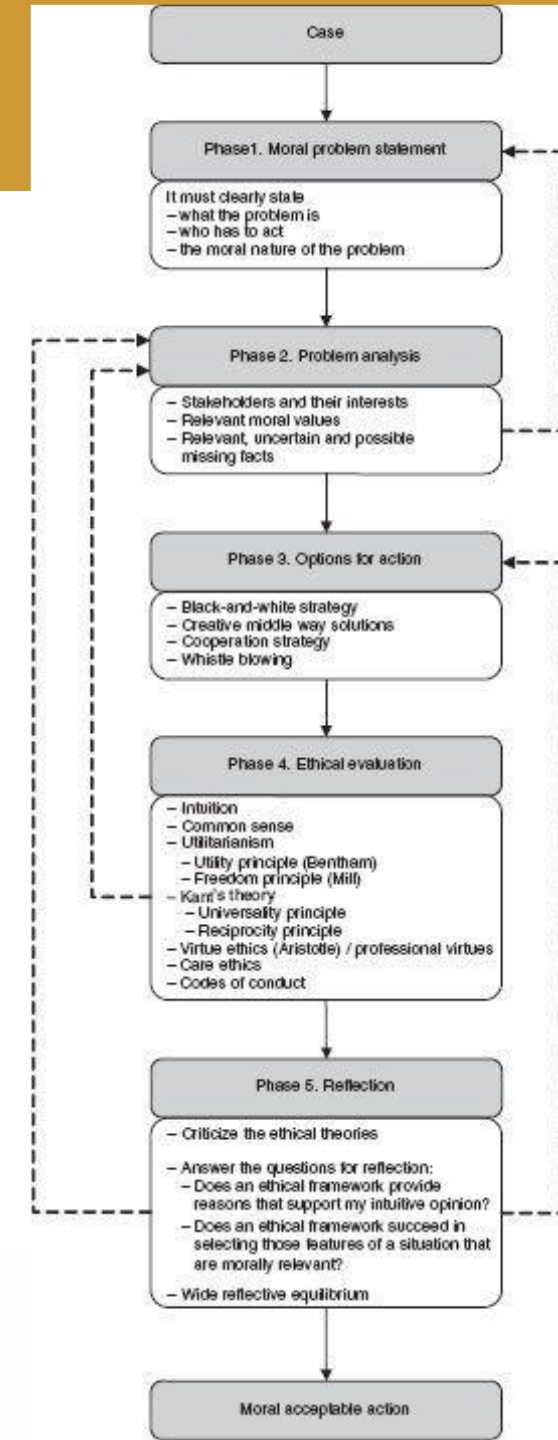 Case
Phase1. Moral problem statement
It must clearly state
– what the problem is
– who has to act
– the moral nature of the problem
Phase 2. Problem analysis
– Stakeholders and their interests
– Relevant moral values
– Relevant, uncertain and possible
missing facts
Phase 3. Options for action
– Black-and-white strategy
– Creative middle way solutions
– Cooperation strategy
– Whistle blowing
Phase 4. Ethical evaluation
– Intuition
– Common sense
– Utilitarianism
– Utility principle (Bentham)
– Freedom principle (Mill)
– Kant's theory
– Universality principle
– Reciprocity principle
– Virtue ethics (Aristotle) / professional virtues
– Care ethics
– Codes of conduct
Phase 5. Reflection
– Criticize the ethical theories
– Answer the questions for reflection:
– Does an ethical framework provide
reasons that support my intuitive opinion?
– Does an ethical framework succeed in
selecting those features of a situation that
are morally relevant?
– Wide reflective equilibrium
Moral acceptable action